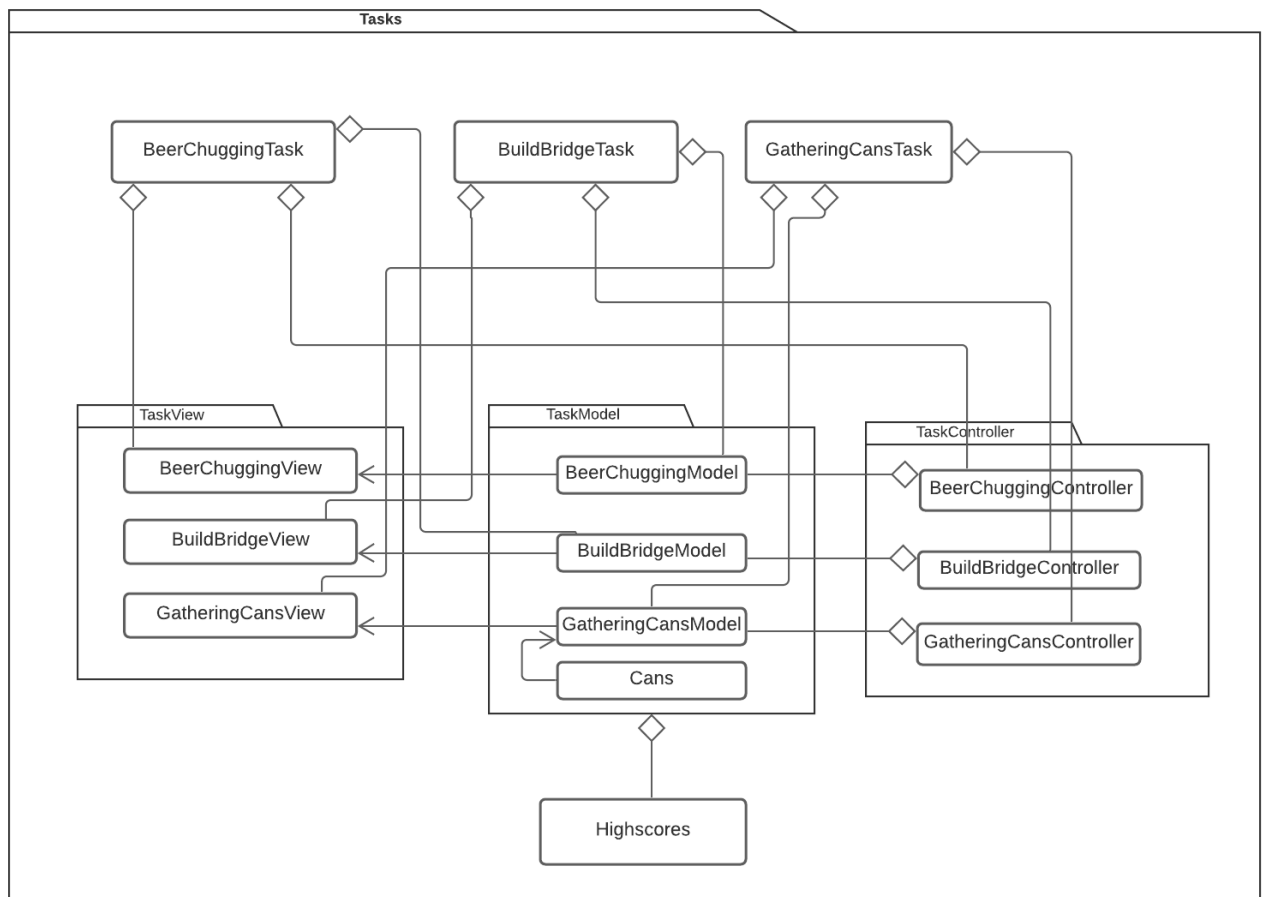 Tasks
BeerChuggingTask
BuildBridgeTask
GatheringCansTask
TaskView
TaskModel
TaskController
BeerChuggingView
BeerChuggingModel
BeerChuggingController
BuildBridgeView
BuildBridgeModel
BuildBridgeController
GatheringCansView
GatheringCansModel
GatheringCansController
Cans
Highscores